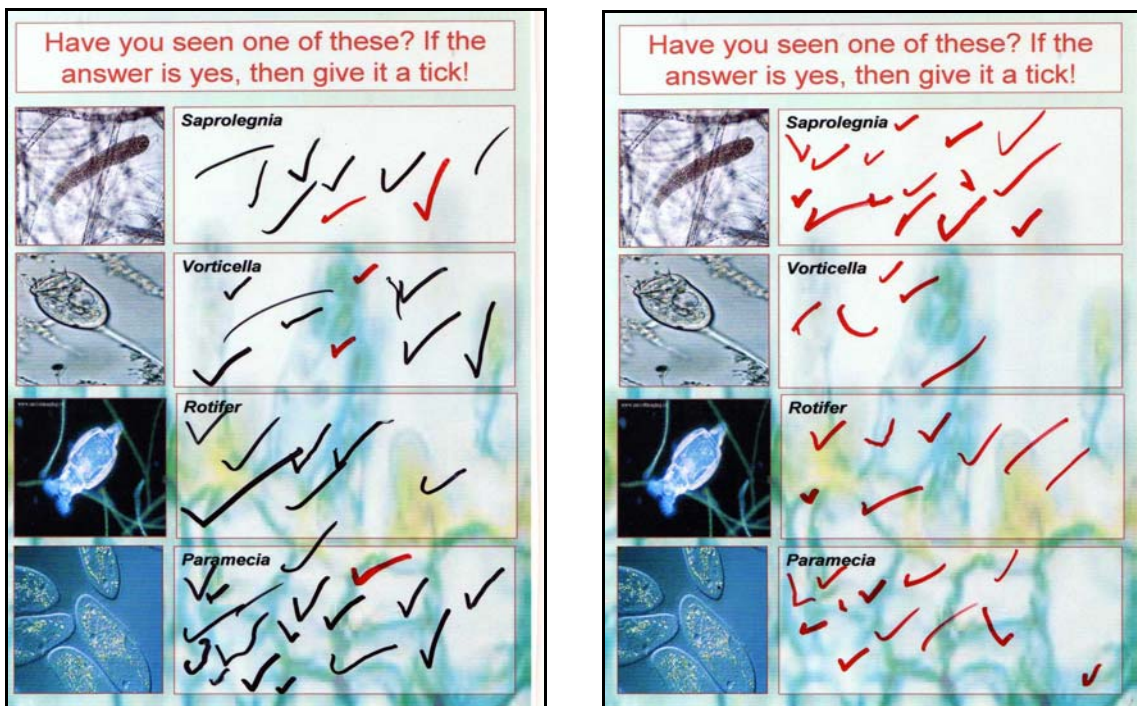 Have you seen one of these? If the
answer is yes, then give it a tick!
Saprolegnia
Vorticella
Rotifer
Paramecia
Have you seen one of these? If the
answer is yes, then give it a tick!
Saprolegnia
Vorticella
Rotifer
Paramecia